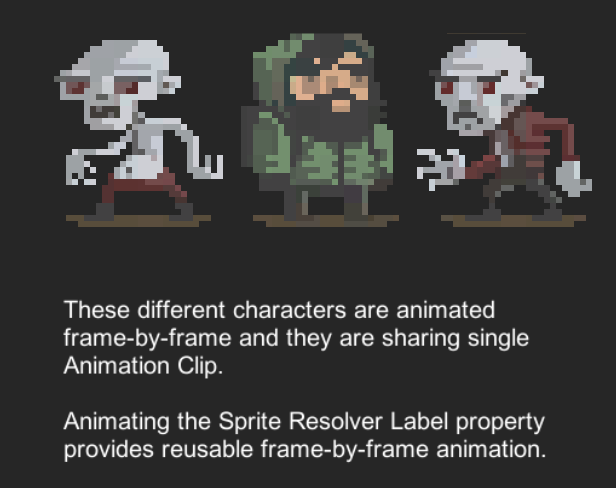 These different characters are animated
frame-by-frame and they are sharing single
Animation Clip.
Animating the Sprite Resolver Label property
provides reusable frame-by-frame animation.